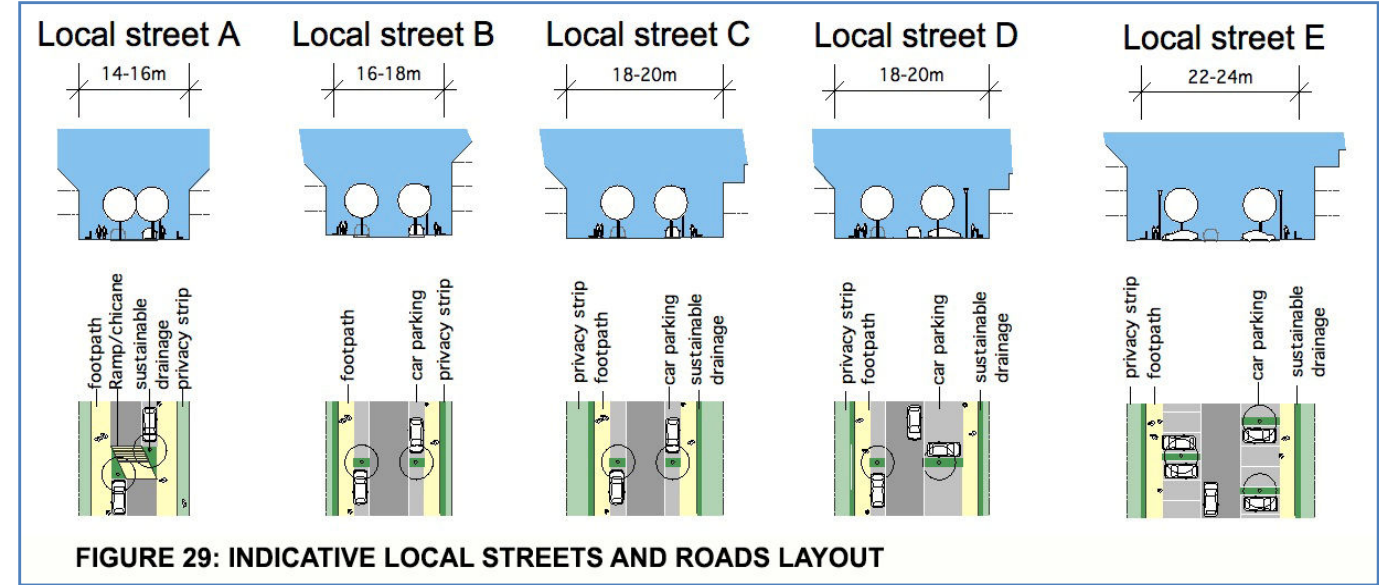 Local street A
Local street B
Local street C
Local street D
Local street E
14-16m
16-18m
18-20m
18-20m
22-24m
footpath
Ramp/chicane
sustainable
drainage
privacy strip
footpath
car parking
privacy strip
privacy strip
footpath
car parking
sustainable
drainage
privacy strip
footpath
car parking
sustainable
drainage
privacy strip
footpath
car parking
sustainable
drainage
FIGURE 29: INDICATIVE LOCAL STREETS AND ROADS LAYOUT